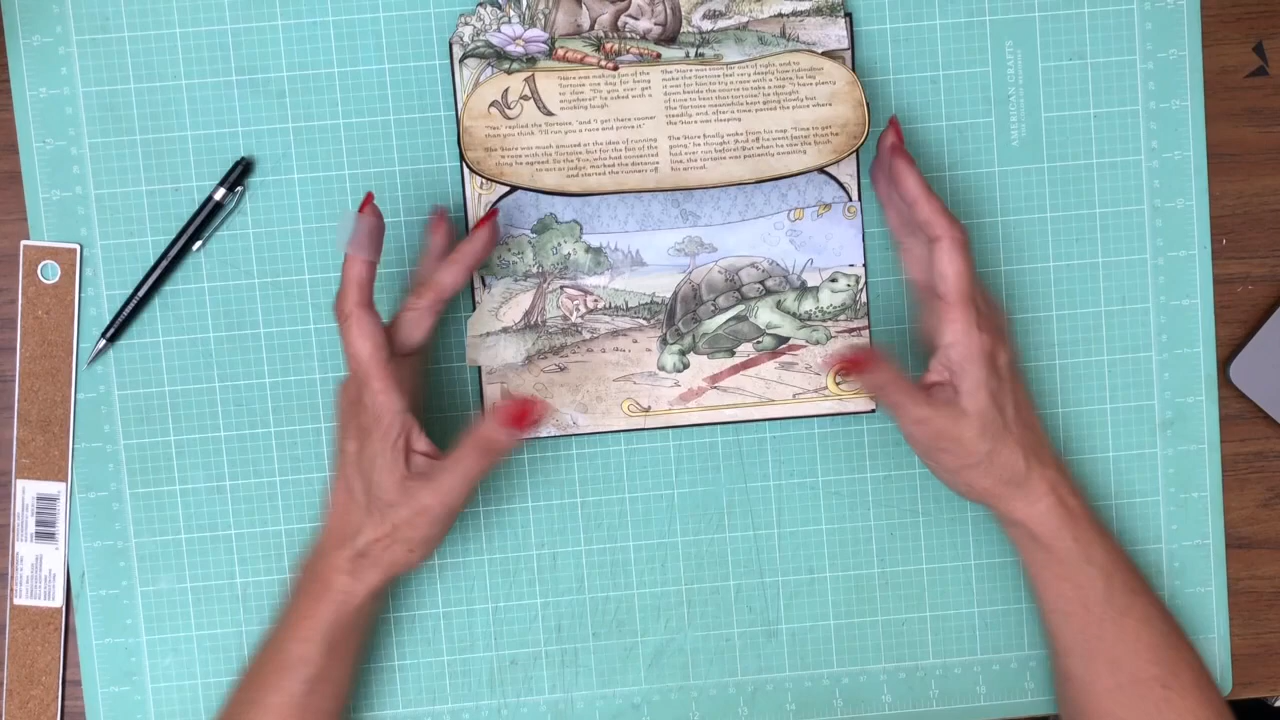 A
Hare was making fun of the
Tortoise one day for being
so slow. "Do you ever get
anywhere?" he asked with a
mocking laugh.
"Yes," replied the Tortoise, "and I get there sooner
than you think. I'll run you a race and prove it."
The Hare was much amused at the idea of running
a race with the Tortoise, but for the fun of the
thing he agreed. So the Fox, who had consented
to act as judge, marked the distance
and started the runners off.
The Hare was soon far out of sight, and to
make the Tortoise feel very deeply how ridiculous
it was for him to try a race with a Hare, he lay
down beside the course to take a nap. "I have plenty
of time to beat that tortoise," he thought.
The Tortoise meanwhile kept going slowly but
steadily, and, after a time, passed the place where
the Hare was sleeping.
The Hare finally woke from his nap. "Time to get
going," he thought. And off he went faster than he
had ever run before! But when he saw the finish
line, the tortoise was patiently awaiting
his arrival.
AMERICAN CRAFTS